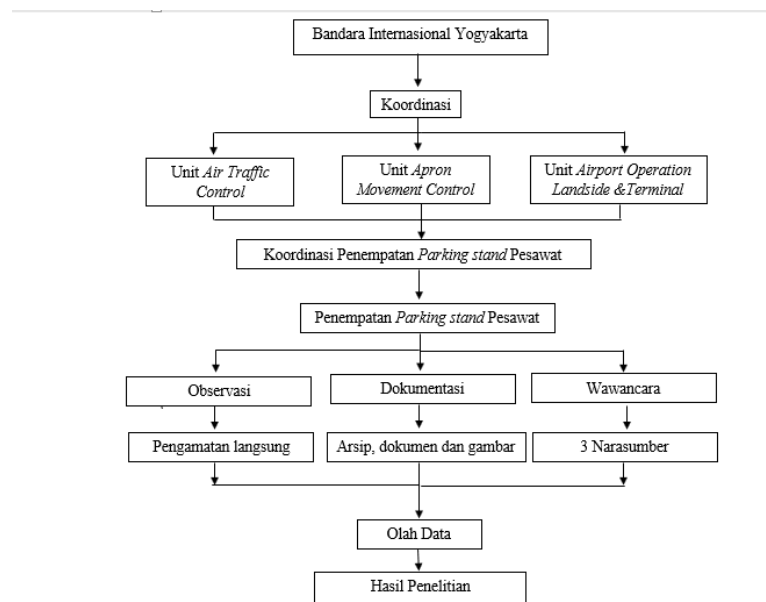 Bandara Internasional Yogyakarta
Koordinasi
Unit Air Traffic
Control
Unit Apron
Movement Control
Unit Airport Operation
Landside &Terminal
Koordinasi Penempatan Parking stand Pesawat
Penempatan Parking stand Pesawat
Observasi
Dokumentasi
Wawancara
Pengamatan langsung
Arsip, dokumen dan gambar
3 Narasumber
Olah Data
Hasil Penelitian